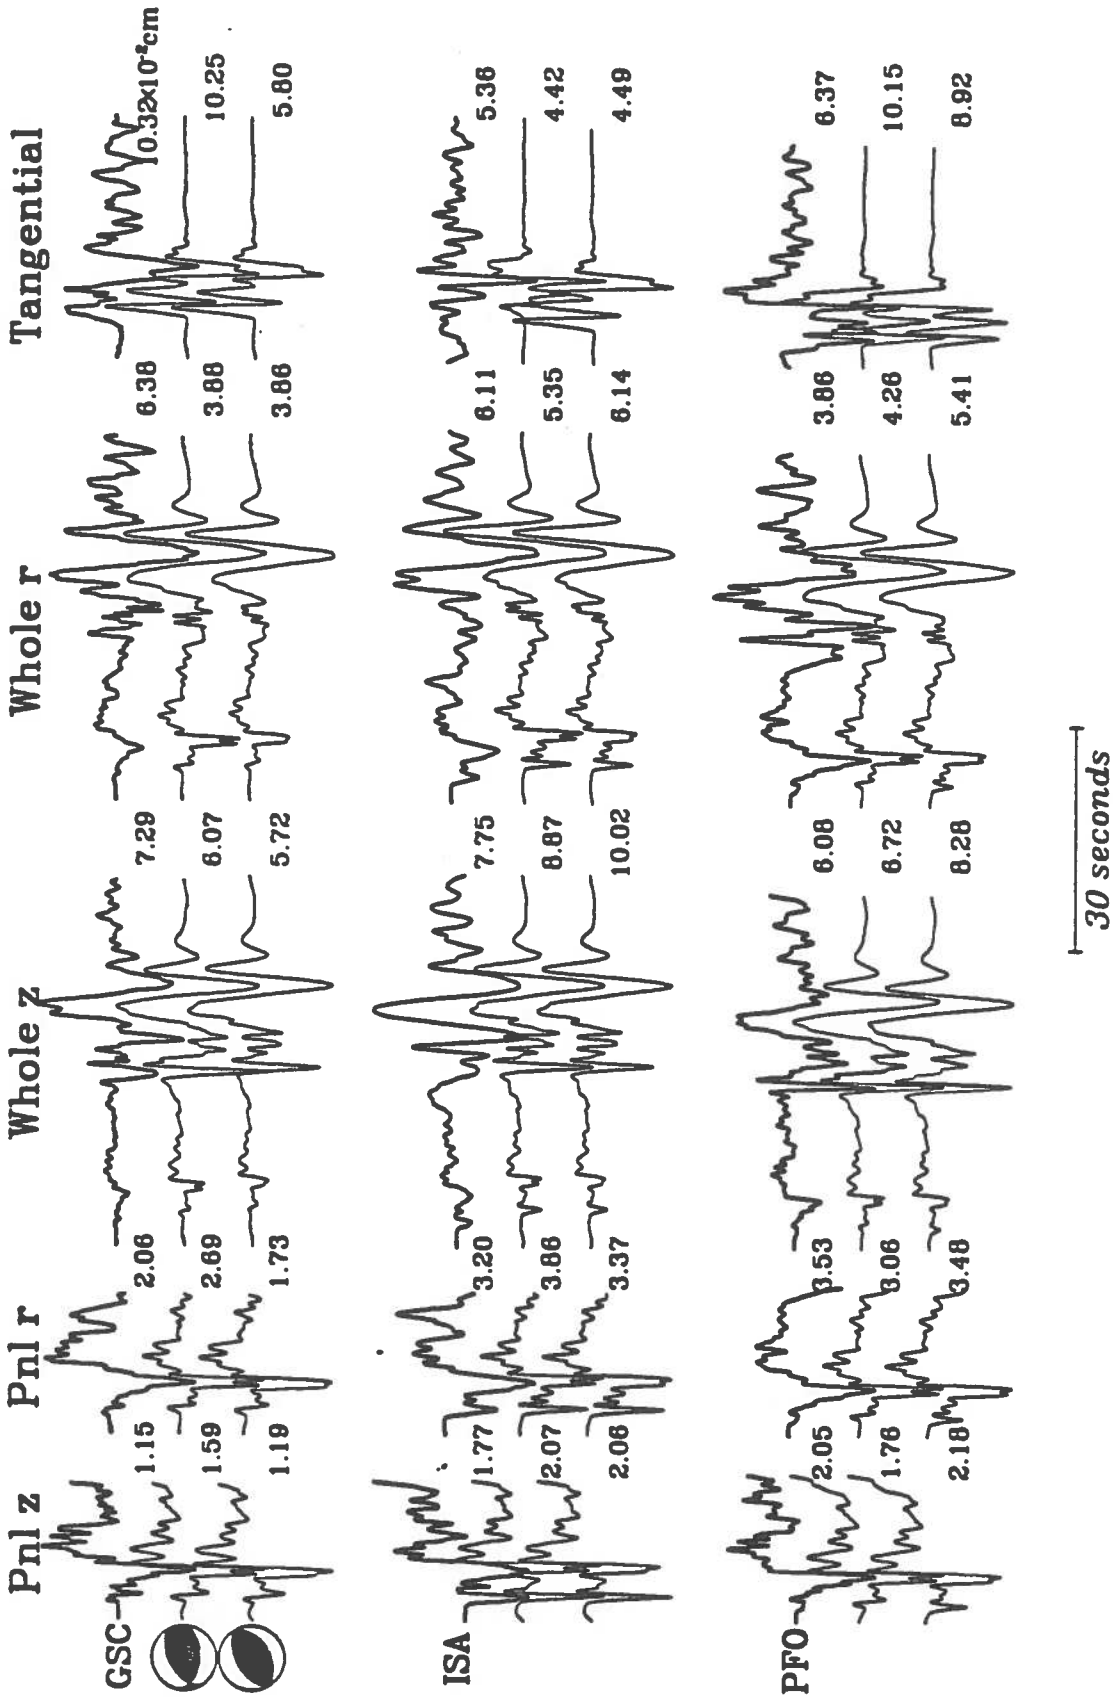 Pnl z Pnl r Whole z Whole r Tangential
GSC 1.15 2.06 7.29 6.38 10.32x10⁻²cm
1.59 2.69 6.07 3.88 10.25
1.19 1.73 5.72 3.86 5.80
ISA 1.77 3.20 7.75 6.11 5.36
2.07 3.86 8.87 5.35 4.42
2.06 3.37 10.02 6.14 4.49
PFO 2.05 3.53 6.08 3.86 6.37
1.76 3.06 6.72 4.26 10.15
2.18 3.48 8.28 5.41 8.92
30 seconds